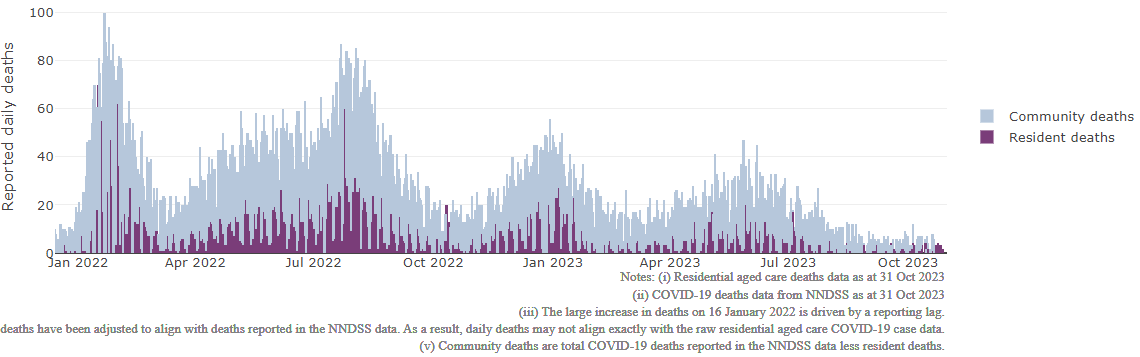 100
80
60
40
20
0
Reported daily deaths
Community deaths
Resident deaths
Jan 2022 Apr 2022 Jul 2022 Oct 2022 Jan 2023 Apr 2023 Jul 2023 Oct 2023
Notes: (i) Residential aged care deaths data as at 31 Oct 2023
(ii) COVID-19 deaths data from NNDSS as at 31 Oct 2023
(iii) The large increase in deaths on 16 January 2022 is driven by a reporting lag.
deaths have been adjusted to align with deaths reported in the NNDSS data. As a result, daily deaths may not align exactly with the raw residential aged care COVID-19 case data.
(v) Community deaths are total COVID-19 deaths reported in the NNDSS data less resident deaths.